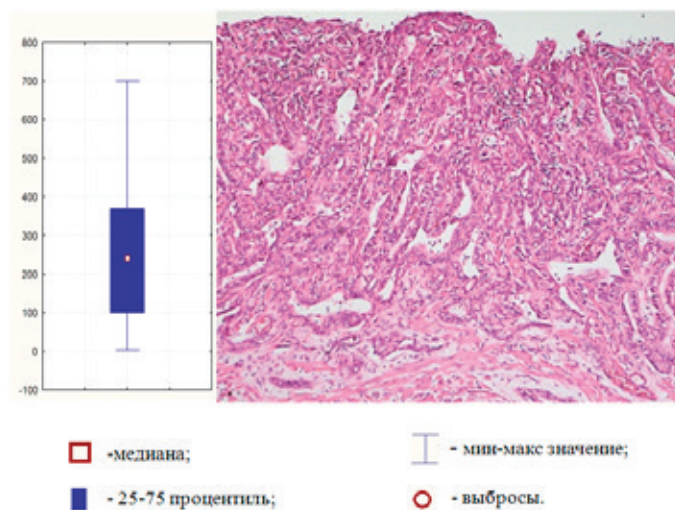 800
700
600
500
400
300
200
100
0
-100
-медиана;
- мин-макс значение;
- 25-75 процентиль;
- выбросы.